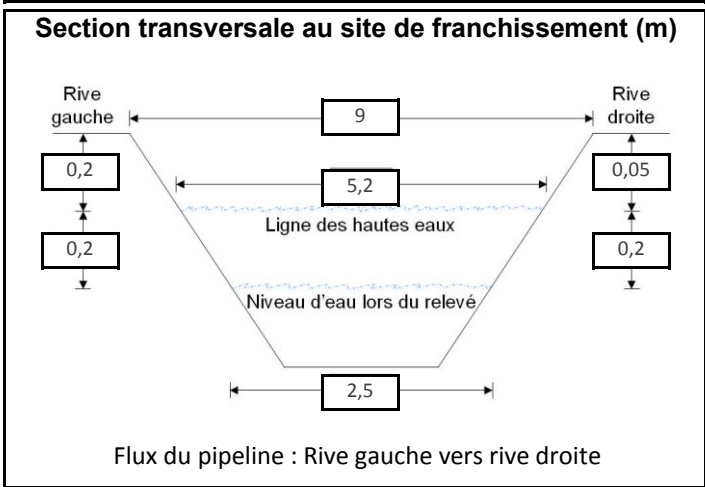 Section transversale au site de franchissement (m)
Rive gauche
9
Rive droite
0,2
5,2
0,05
Ligne des hautes eaux
0,2
0,2
Niveau d'eau lors du relevé
2,5
Flux du pipeline : Rive gauche vers rive droite